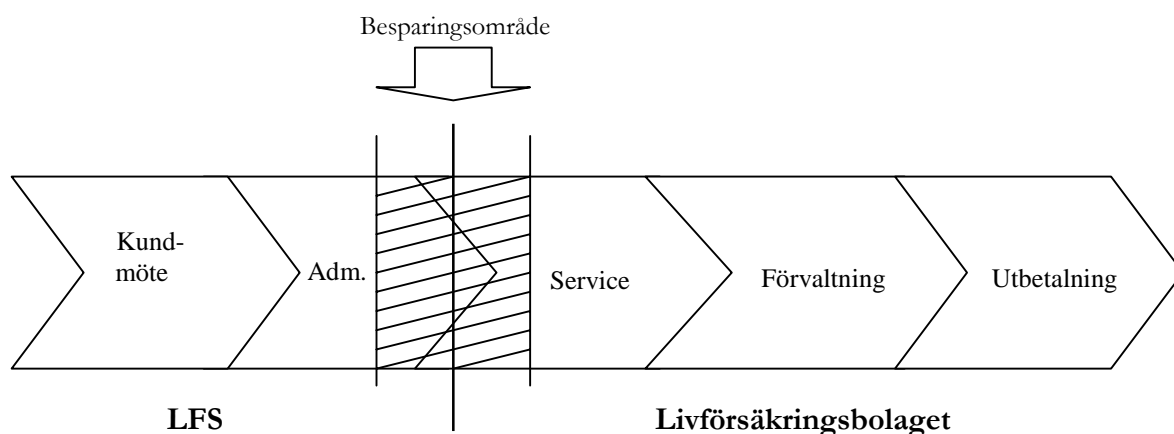 Besparingsområde
Kund-
möte
Adm.
Service
Förvaltning
Utbetalning
LFS
Livförsäkringsbolaget